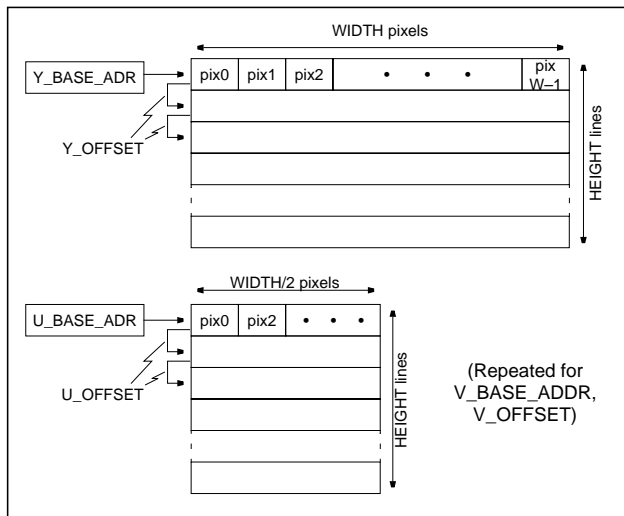 WIDTH pixels
Y_BASE_ADR
pix0 pix1 pix2 • • • pix
W–1
Y_OFFSET
HEIGHT lines
WIDTH/2 pixels
U_BASE_ADR
pix0 pix2 • • •
U_OFFSET
HEIGHT lines
(Repeated for
V_BASE_ADDR,
V_OFFSET)